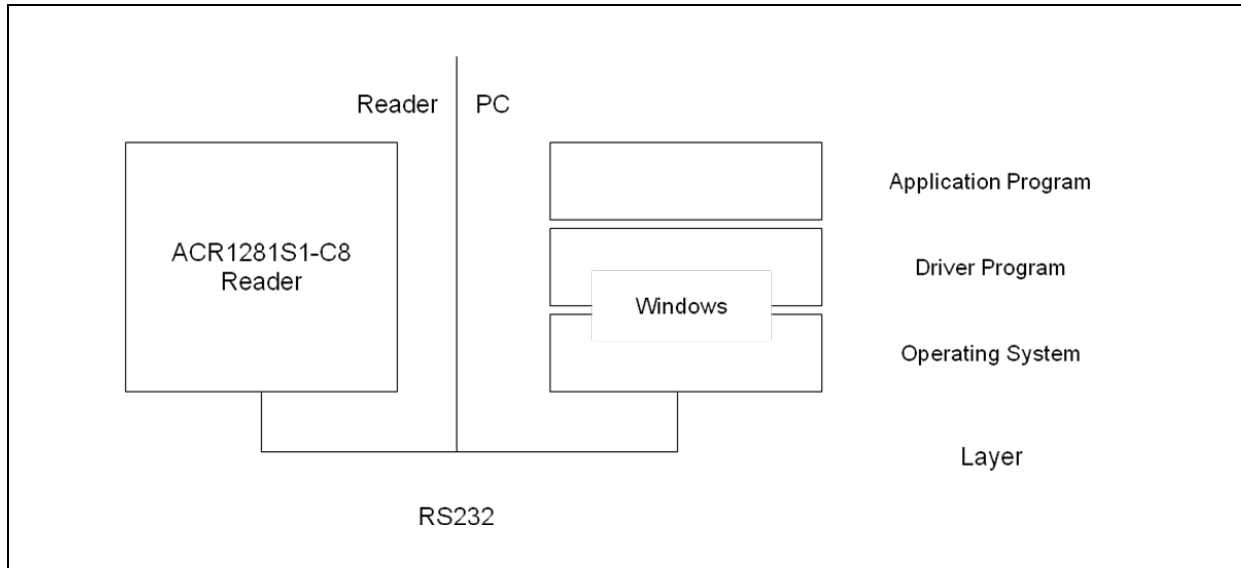 Reader
PC
Application Program
ACR1281S1-C8
Reader
Driver Program
Windows
Operating System
Layer
RS232